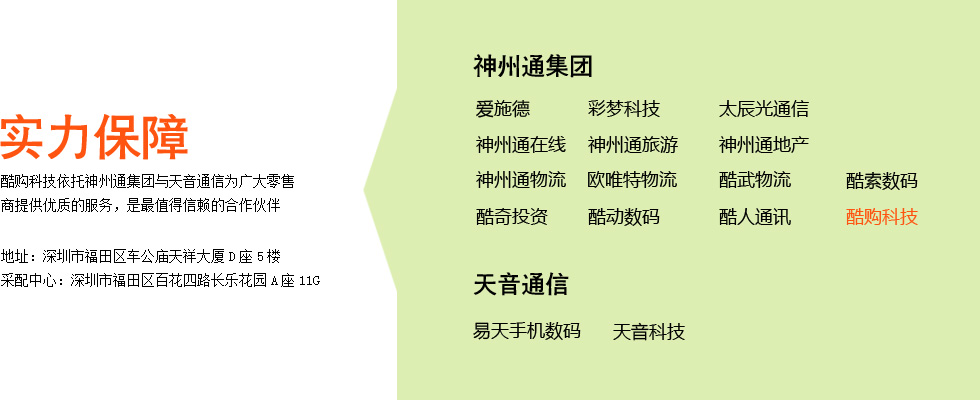 实力保障
酷购科技依托神州通集团与天音通信为广大零售
商提供优质的服务，是最值得信赖的合作伙伴
地址：深圳市福田区车公庙天祥大厦D座5楼
采配中心：深圳市福田区百花四路长乐花园A座11G
神州通集团
爱施德 彩梦科技 太辰光通信
神州通在线 神州通旅游 神州通地产
神州通物流 欧唯特物流 酷武物流 酷索数码
酷奇投资 酷动数码 酷人通讯 酷购科技
天音通信
易天手机数码 天音科技